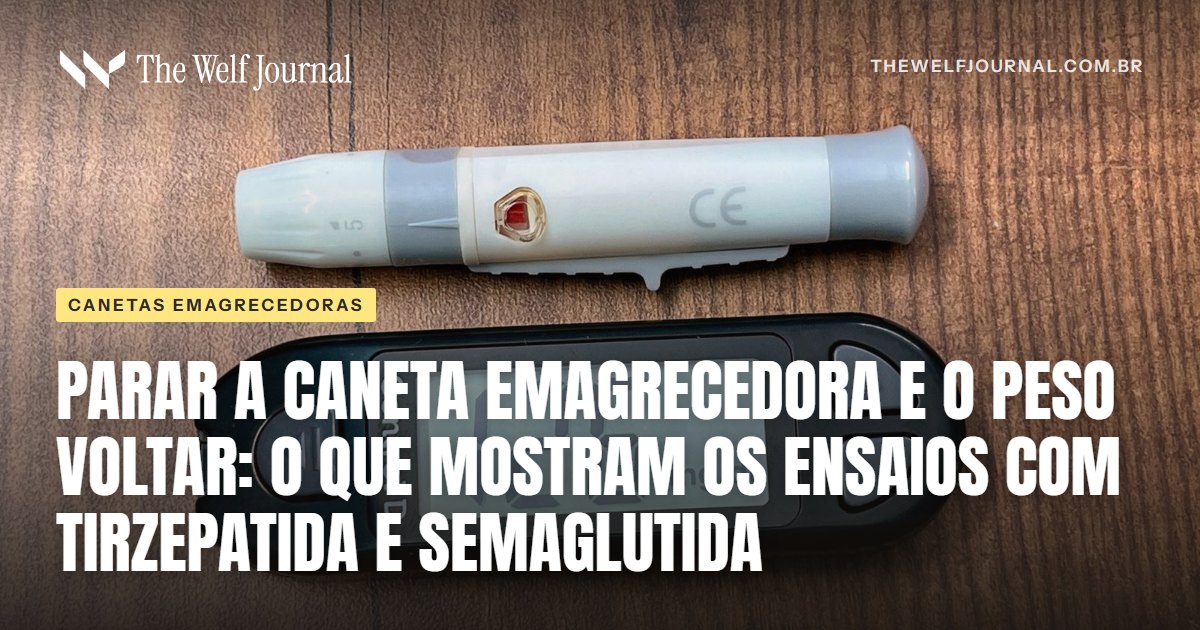 The Welf Journal
THEWELFJOURNAL.COM.BR
5
CE
CANETAS EMAGRECEDORAS
PARAR A CANETA EMAGRECEDORA E O PESO
VOLTAR: O QUE MOSTRAM OS ENSAIOS COM
TIRZEPATIDA E SEMAGLUTIDA